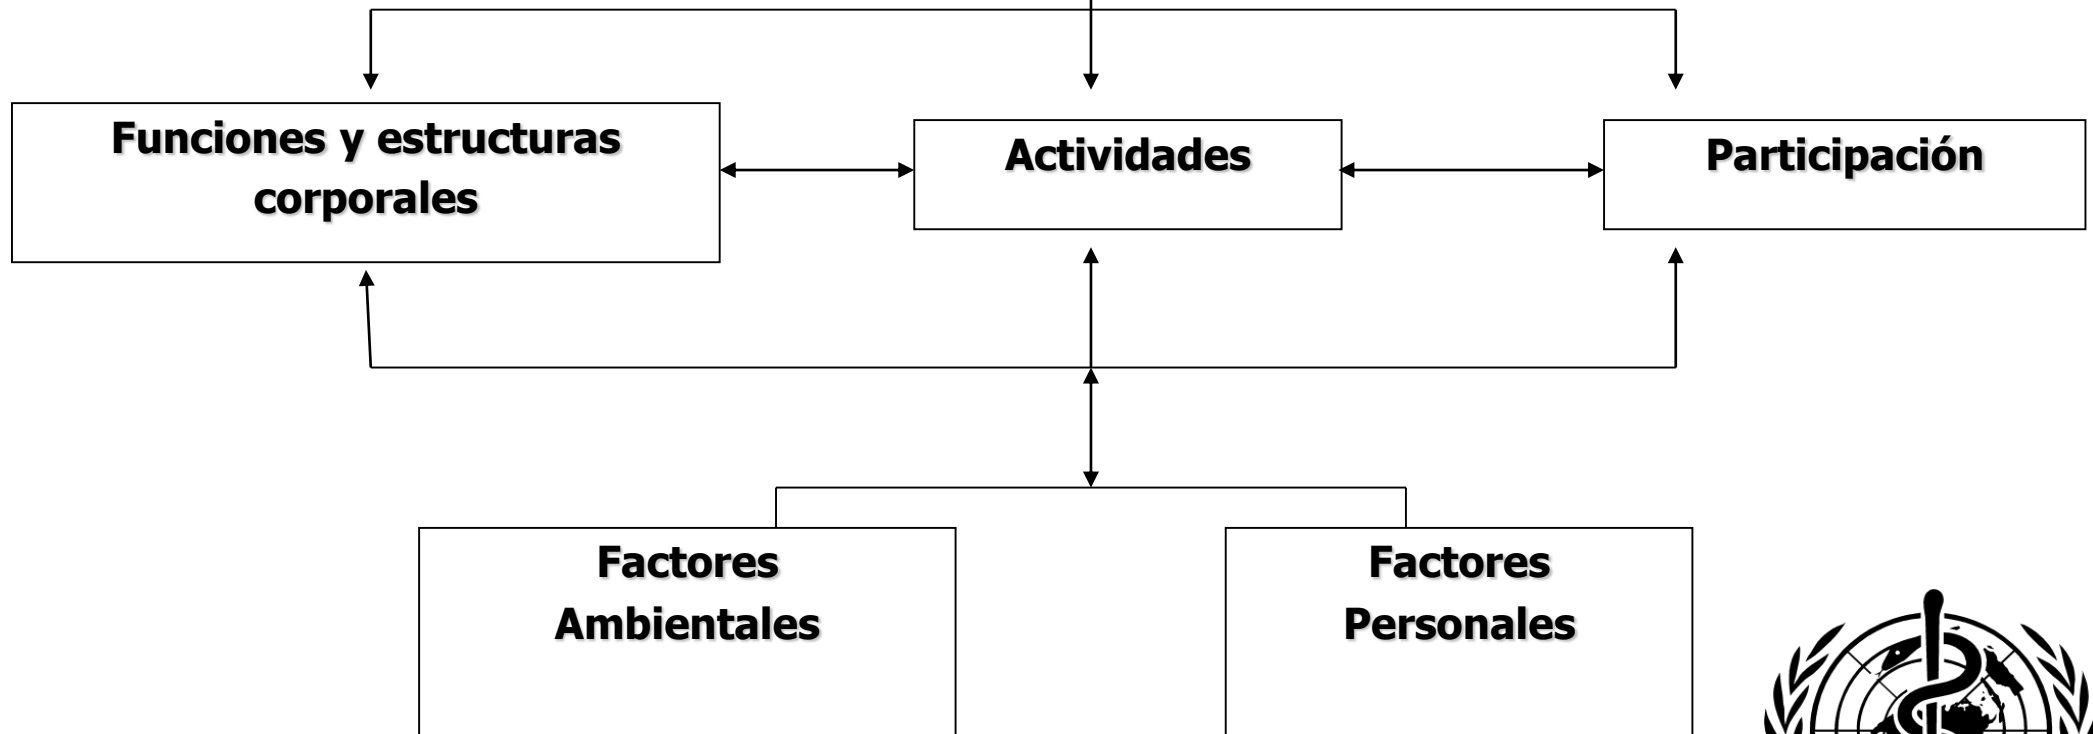 Funciones y estructuras
corporales
Actividades
Participación
Factores
Ambientales
Factores
Personales